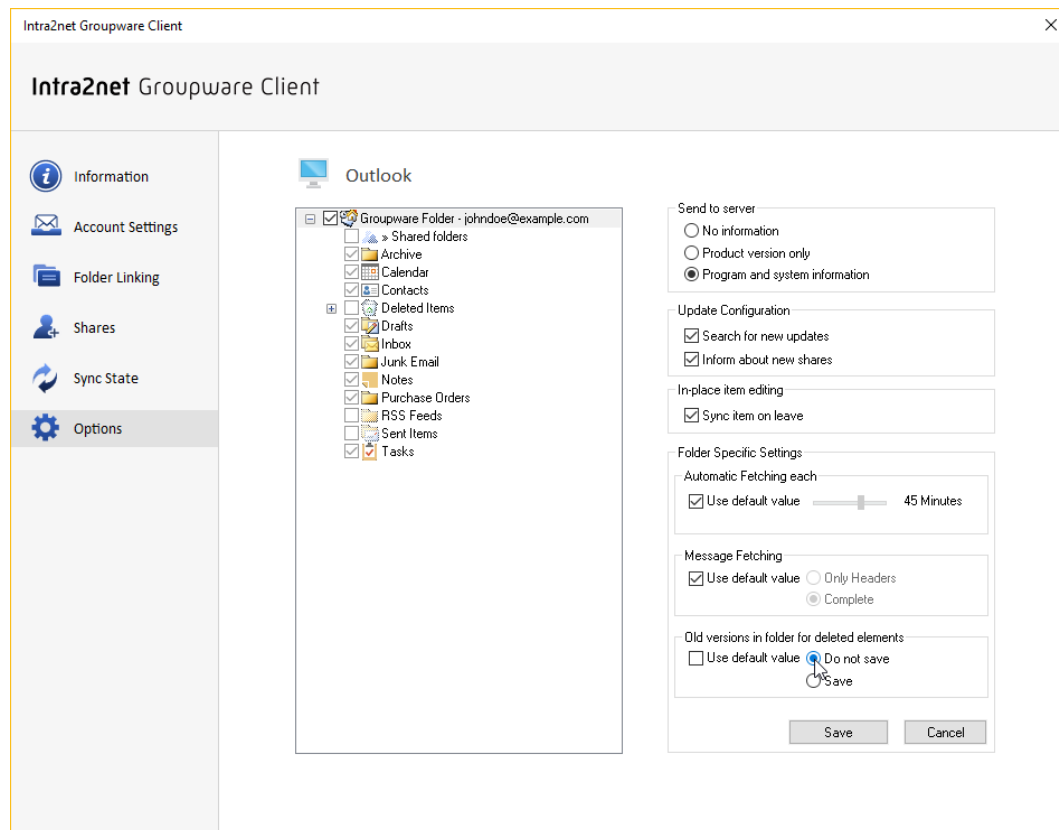 Intra2net Groupware Client
Intra2net Groupware Client
Information
Account Settings
Folder Linking
Shares
Sync State
Options
Outlook
Groupware Folder - johndoe@example.com
» Shared folders
Archive
Calendar
Contacts
Deleted Items
Drafts
Inbox
Junk Email
Notes
Purchase Orders
RSS Feeds
Sent Items
Tasks
Send to server
No information
Product version only
Program and system information
Update Configuration
Search for new updates
Inform about new shares
In-place item editing
Sync item on leave
Folder Specific Settings
Automatic Fetching each
Use default value 45 Minutes
Message Fetching
Use default value Only Headers
Complete
Old versions in folder for deleted elements
Use default value Do not save
Save
Save Cancel